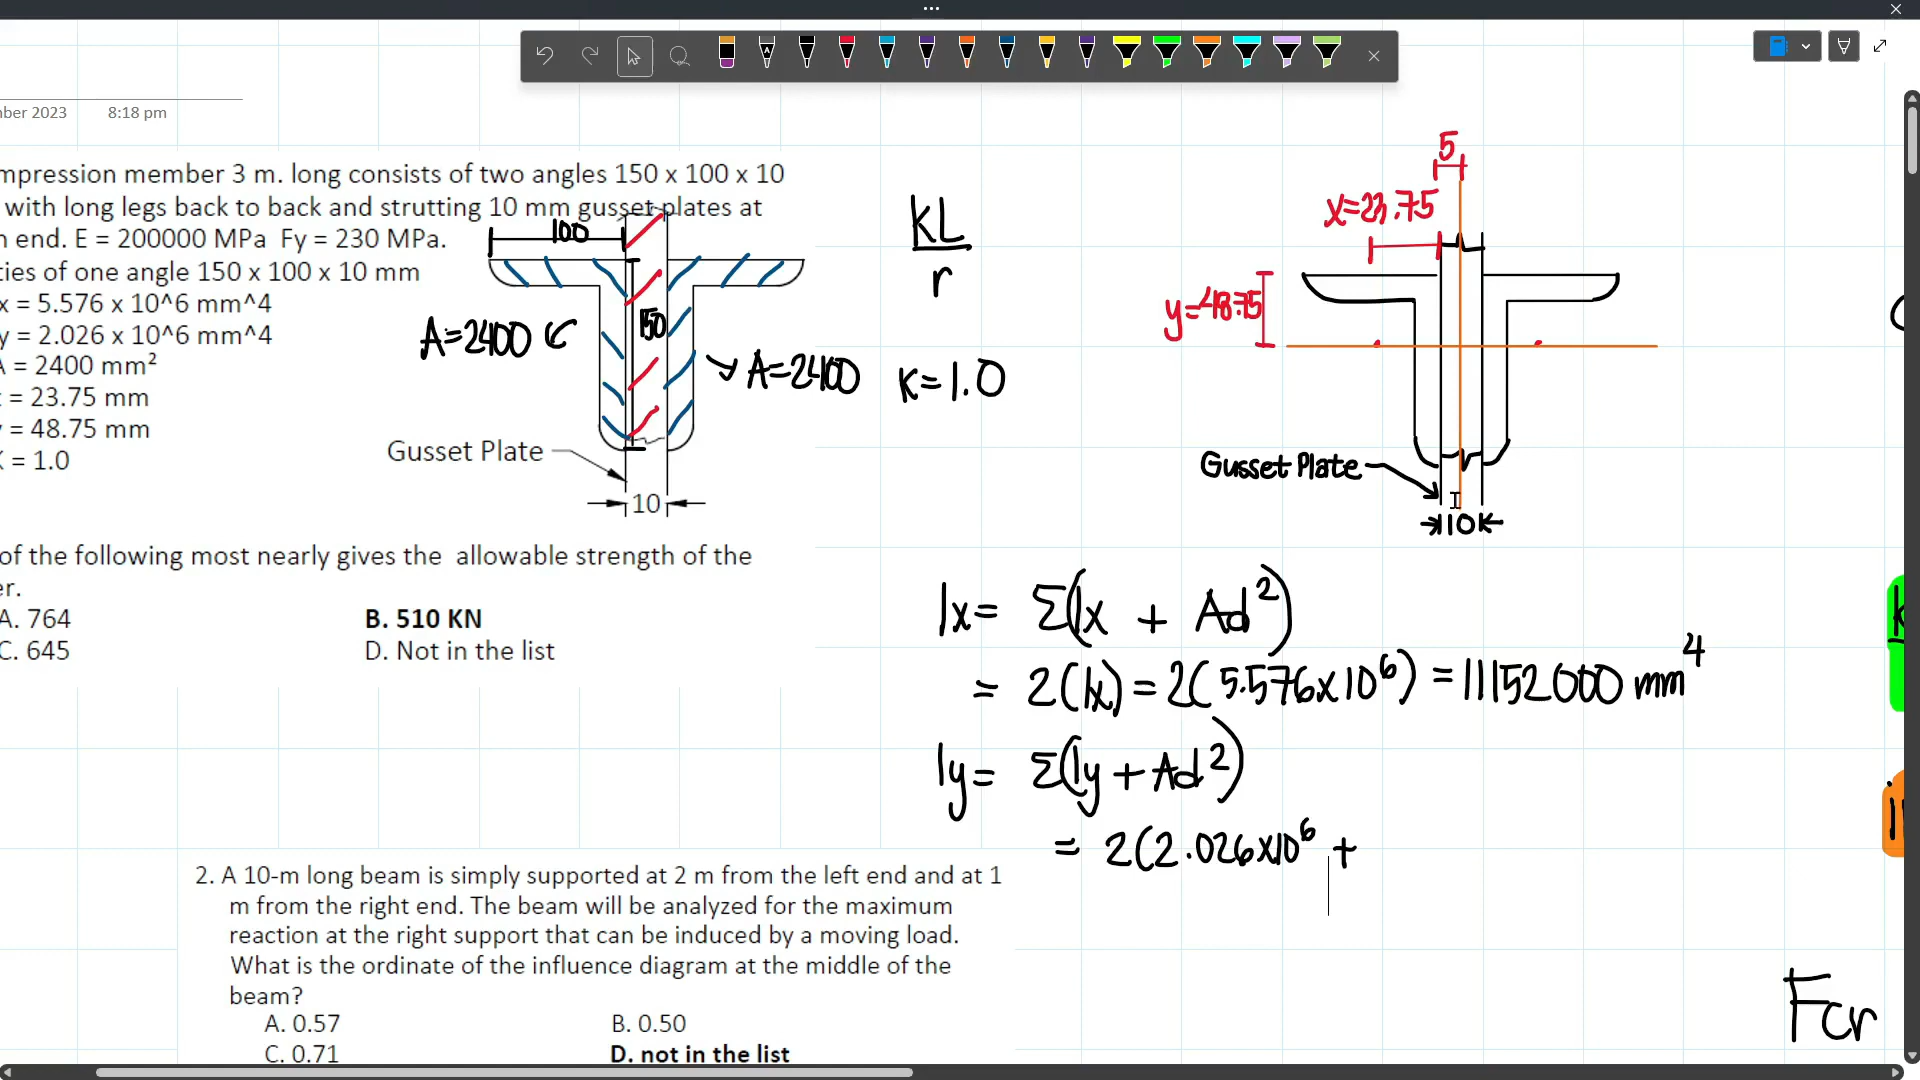 mber 2023 8:18 pm
mpression member 3 m. long consists of two angles 150 x 100 x 10
with long legs back to back and strutting 10 mm gusset plates at
n end. E = 200000 MPa Fy = 230 MPa.
ties of one angle 150 x 100 x 10 mm
x = 5.576 x 10^6 mm^4
y = 2.026 x 10^6 mm^4
A = 2400 mm²
= 23.75 mm
= 48.75 mm
K = 1.0
100
150
A=2400
A=2400
Gusset Plate
10
of the following most nearly gives the allowable strength of the
er.
A. 764 B. 510 KN
C. 645 D. Not in the list
KL
r
K=1.0
5
x=23.75
y=48.75
Gusset Plate
10
Ix= Σ(Ix + Ad²)
= 2(Ix) = 2(5.576x10⁶) = 11152000 mm⁴
Iy= Σ(Iy + Ad²)
= 2(2.026x10⁶ +
2. A 10-m long beam is simply supported at 2 m from the left end and at 1
m from the right end. The beam will be analyzed for the maximum
reaction at the right support that can be induced by a moving load.
What is the ordinate of the influence diagram at the middle of the
beam?
A. 0.57 B. 0.50
C. 0.71 D. not in the list
Fcr